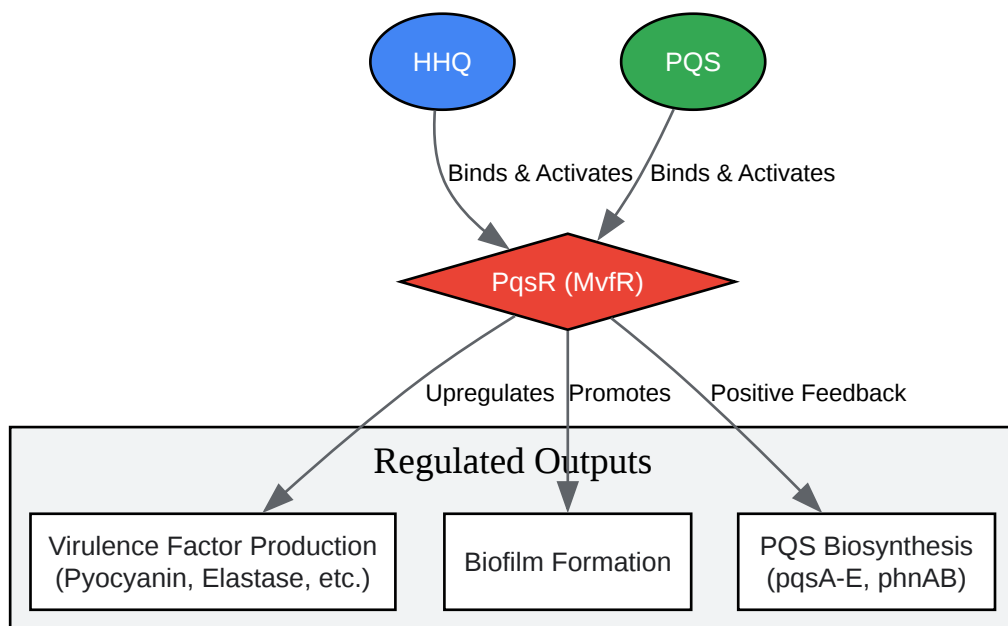 HHQ
PQS
Binds & Activates
Binds & Activates
PqsR (MvfR)
Upregulates
Promotes
Positive Feedback
Regulated Outputs
Virulence Factor Production
(Pyocyanin, Elastase, etc.)
Biofilm Formation
PQS Biosynthesis
(pqsA-E, phnAB)